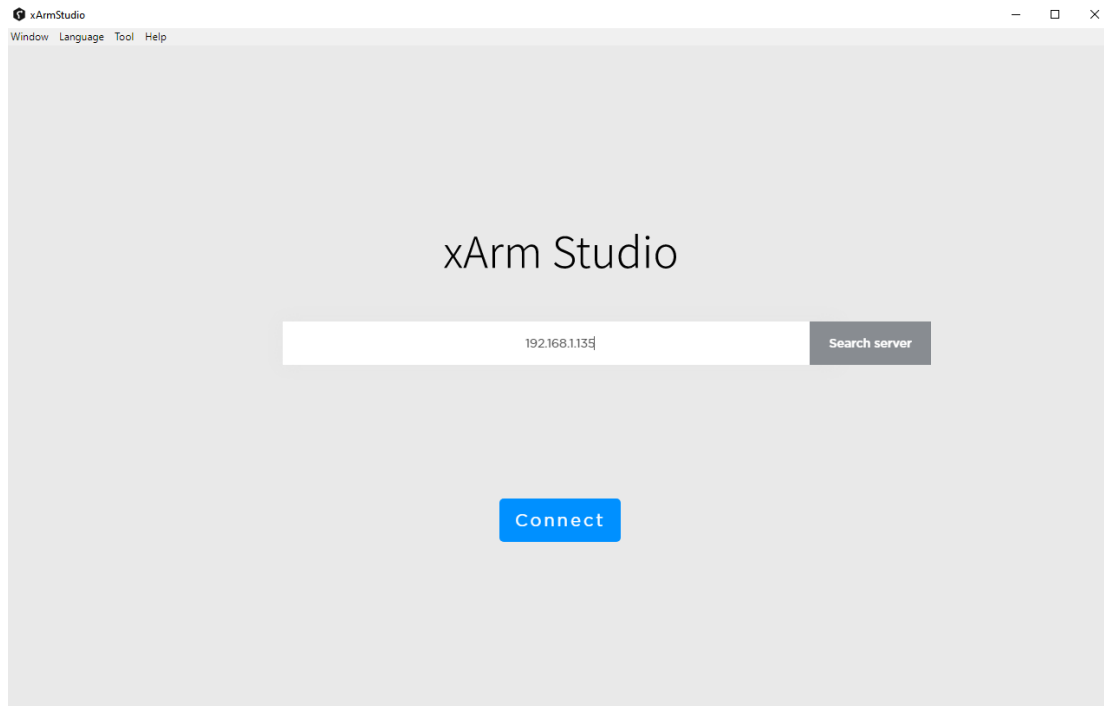 xArmStudio
Window Language Tool Help
xArm Studio
192.168.1.135
Search server
Connect